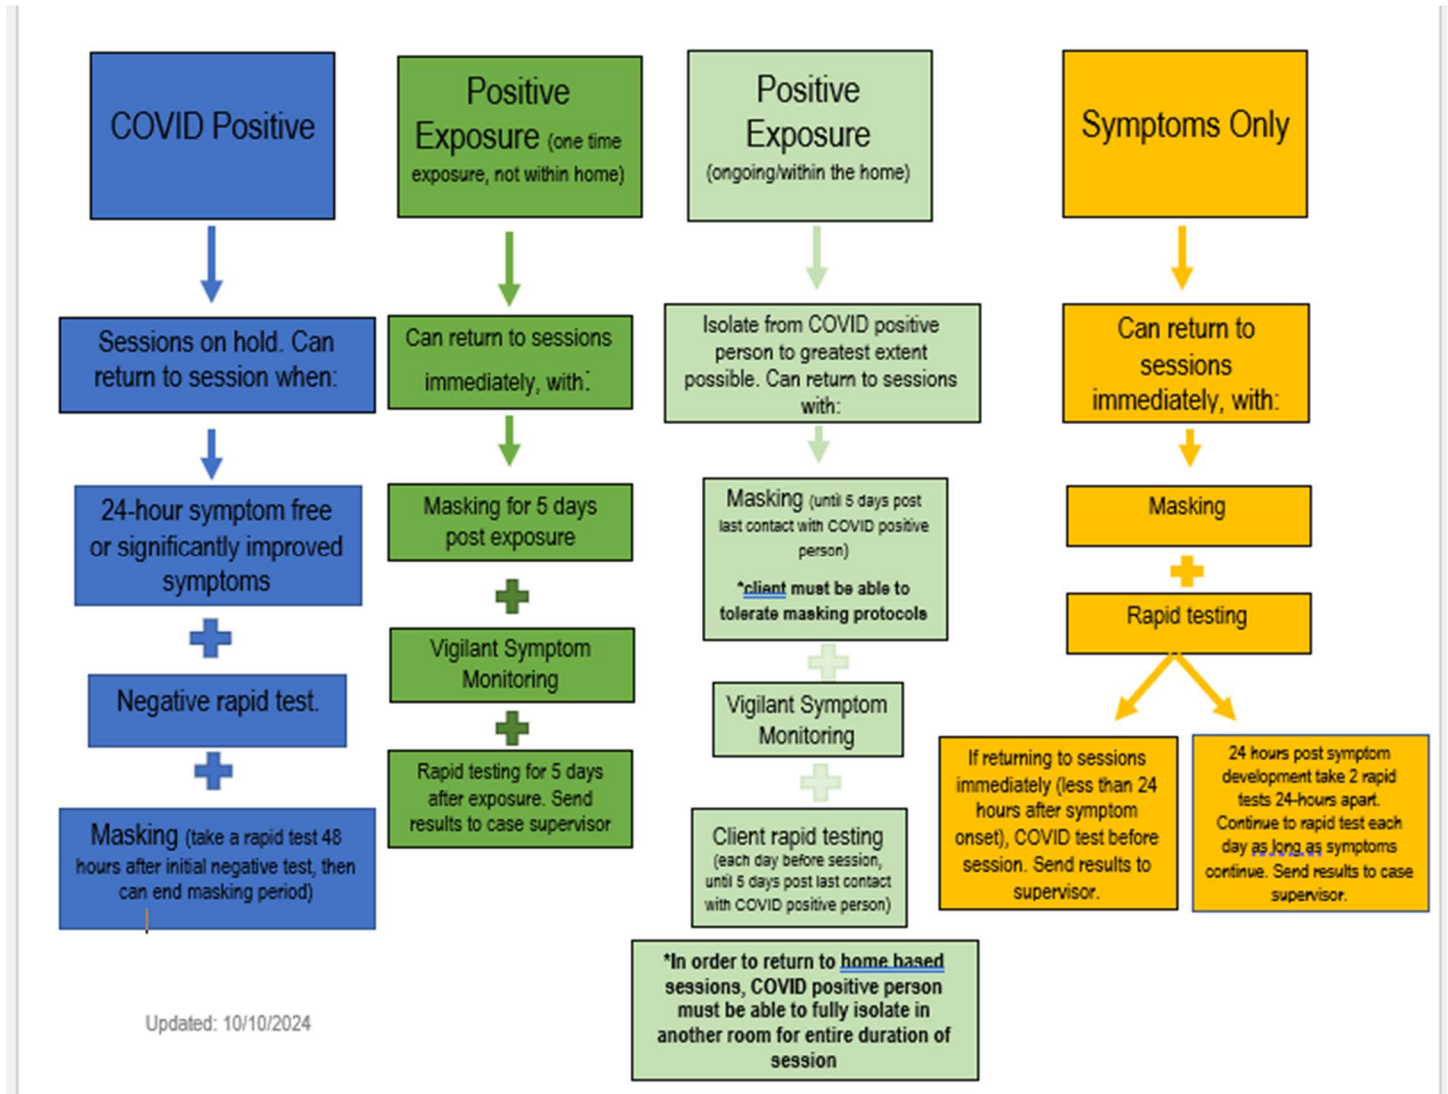 COVID Positive
Sessions on hold. Can
return to session when:
24-hour symptom free
or significantly improved
symptoms
Negative rapid test.
Masking (take a rapid test 48
hours after initial negative test, then
can end masking period)
Updated: 10/10/2024
Positive
Exposure (one time
exposure, not within home)
Can return to sessions
immediately, with:
Masking for 5 days
post exposure
Vigilant Symptom
Monitoring
Rapid testing for 5 days
after exposure. Send
results to case supervisor
Positive
Exposure
(ongoing/within the home)
Isolate from COVID positive
person to greatest extent
possible. Can return to sessions
with:
Masking (until 5 days post
last contact with COVID positive
person)
*client must be able to
tolerate masking protocols
Vigilant Symptom
Monitoring
Client rapid testing
(each day before session,
until 5 days post last contact
with COVID positive person)
*In order to return to home based
sessions, COVID positive person
must be able to fully isolate in
another room for entire duration of
session
Symptoms Only
Can return to
sessions
immediately, with:
Masking
Rapid testing
If returning to sessions
immediately (less than 24
hours after symptom
onset), COVID test before
session. Send results to
supervisor.
24 hours post symptom
development take 2 rapid
tests 24-hours apart.
Continue to rapid test each
day as long as symptoms
continue. Send results to case
supervisor.